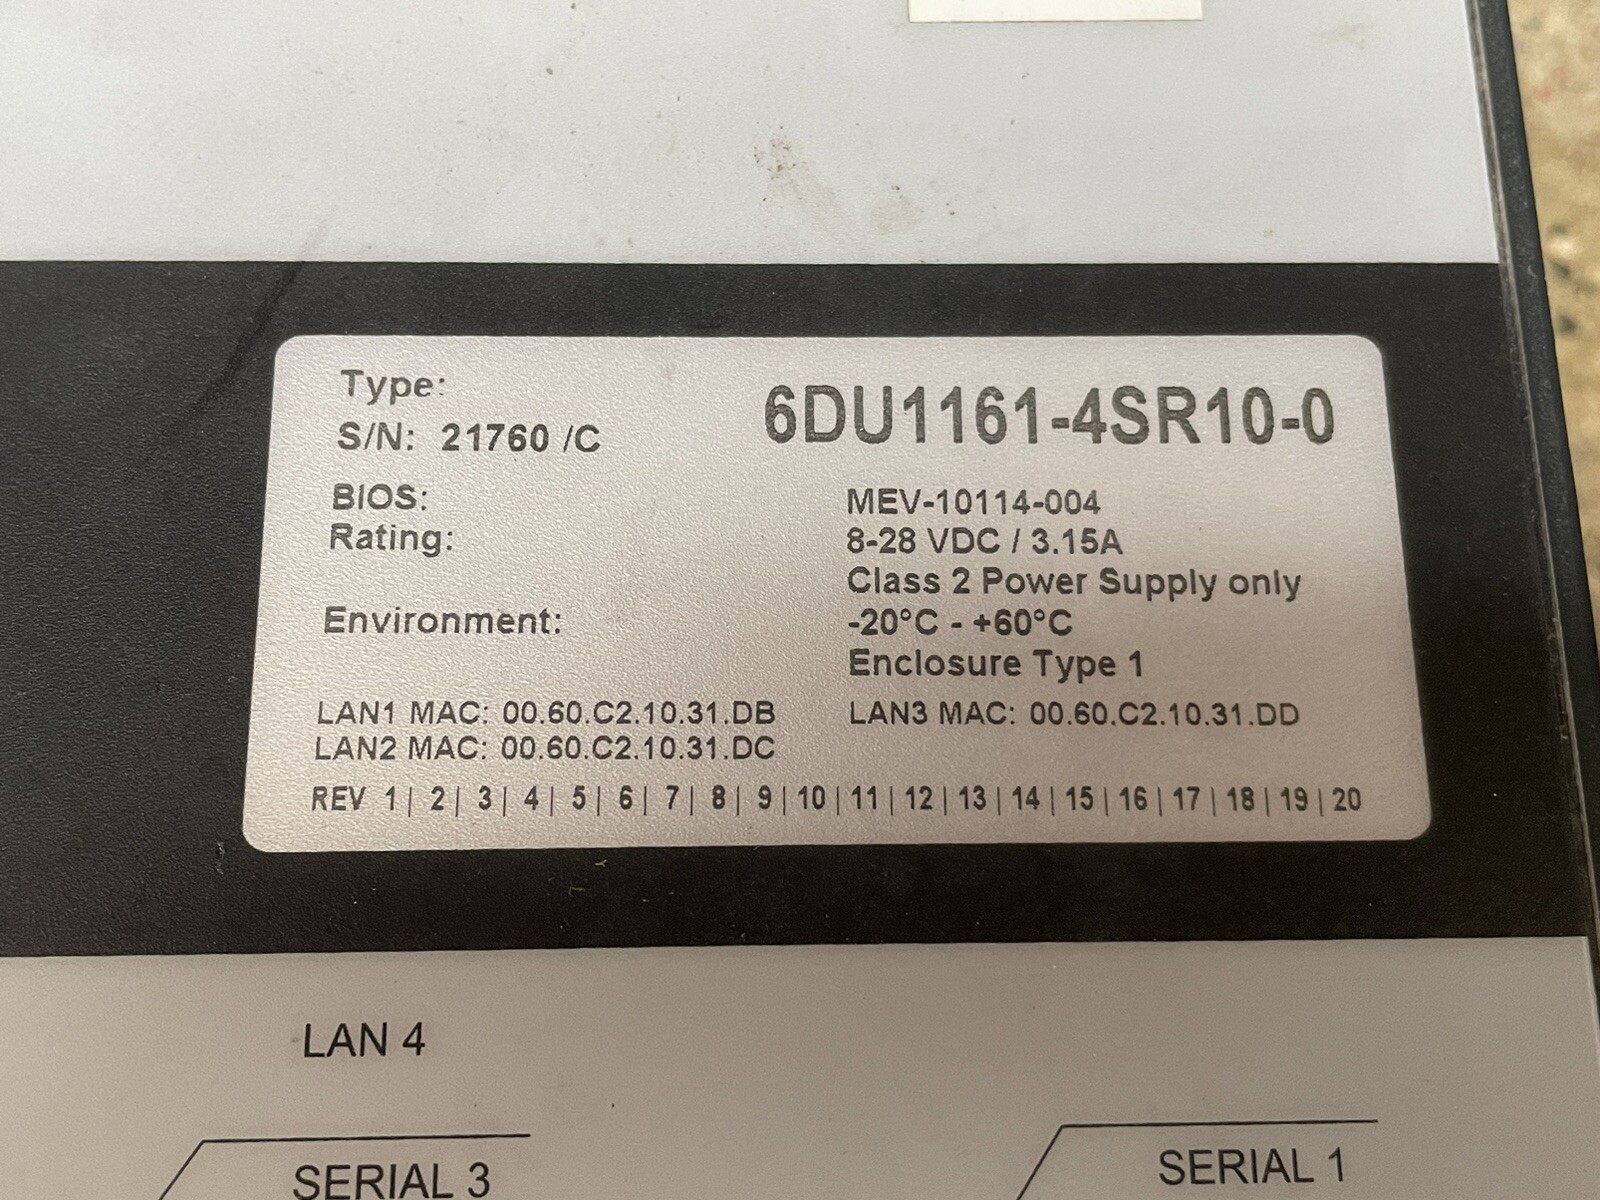 Type: 6DU1161-4SR10-0
S/N: 21760 /C
BIOS: MEV-10114-004
Rating: 8-28 VDC / 3.15A
Class 2 Power Supply only
Environment: -20°C - +60°C
Enclosure Type 1
LAN1 MAC: 00.60.C2.10.31.DB LAN3 MAC: 00.60.C2.10.31.DD
LAN2 MAC: 00.60.C2.10.31.DC
REV 1| 2| 3| 4| 5| 6| 7| 8| 9|10|11|12|13|14|15|16|17|18|19|20
LAN 4
SERIAL 3 SERIAL 1